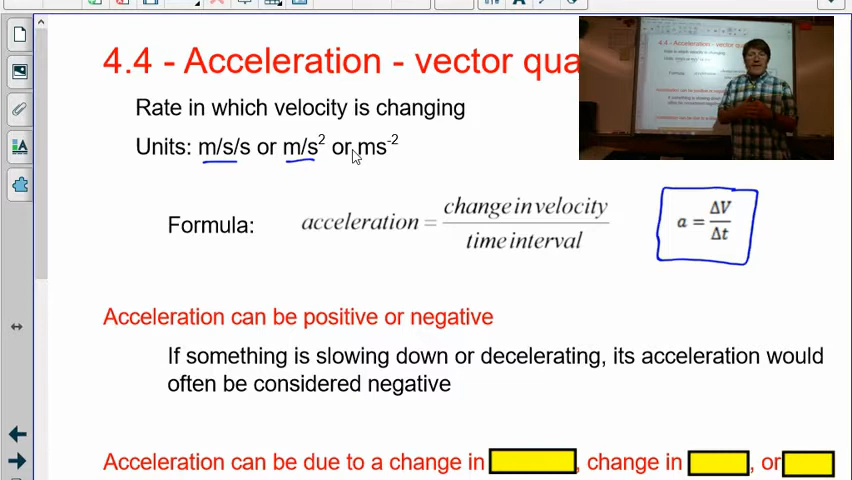 4.4 - Acceleration - vector qua
Rate in which velocity is changing
Units: m/s/s or m/s² or ms⁻²
Formula: acceleration = change in velocity / time interval a = ΔV / Δt
Acceleration can be positive or negative
If something is slowing down or decelerating, its acceleration would
often be considered negative
Acceleration can be due to a change in , change in , or